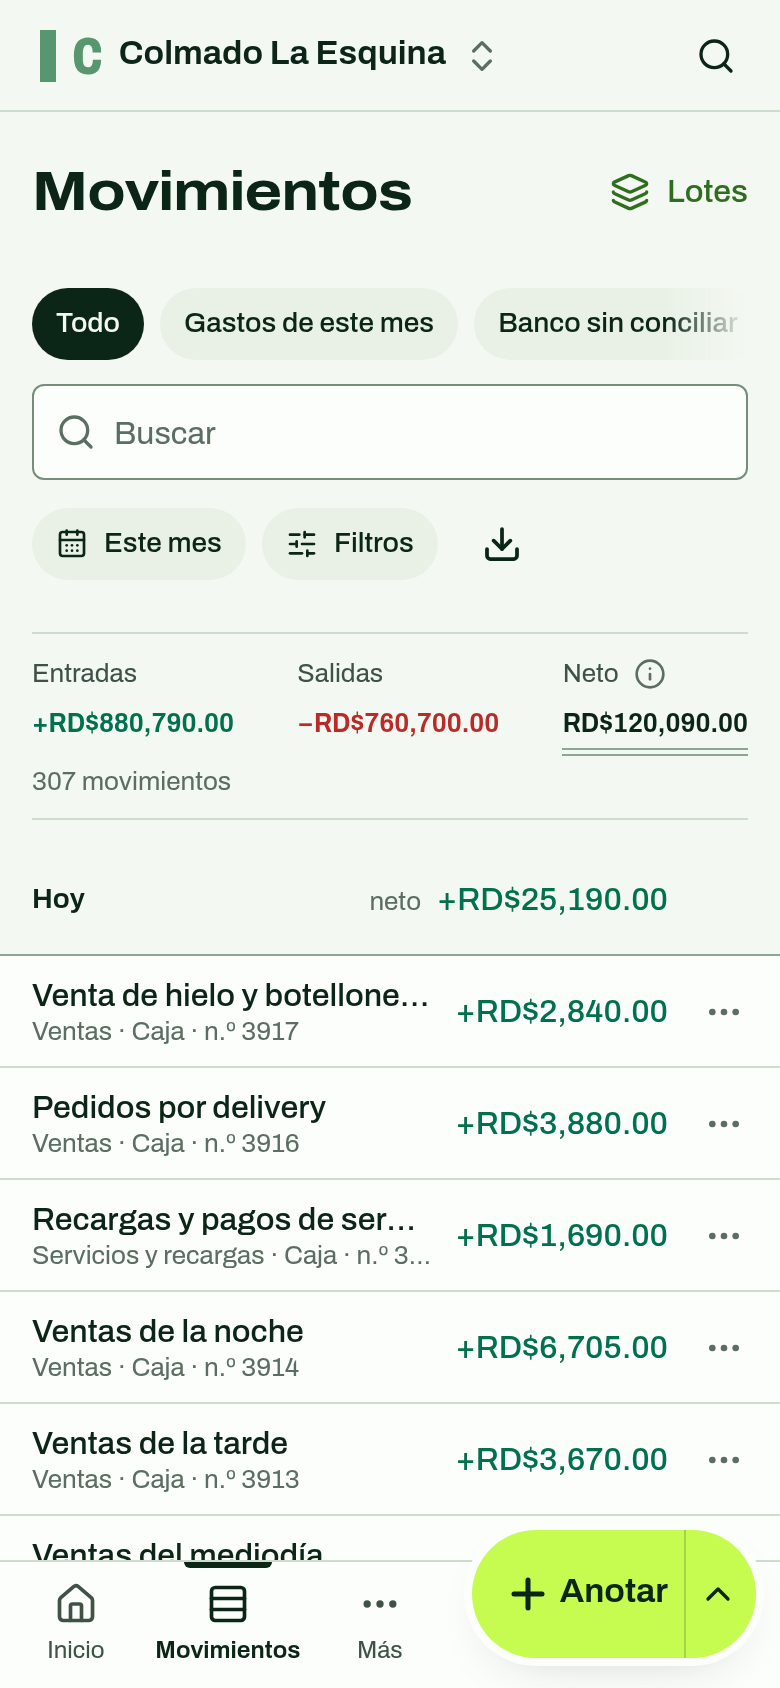 C Colmado La Esquina
Movimientos
Lotes
Todo
Gastos de este mes
Banco sin conciliar
Buscar
Este mes
Filtros
Entradas
Salidas
Neto
+RD$880,790.00
−RD$760,700.00
RD$120,090.00
307 movimientos
Hoy
neto +RD$25,190.00
Venta de hielo y botellone...
+RD$2,840.00
Ventas · Caja · n.º 3917
Pedidos por delivery
+RD$3,880.00
Ventas · Caja · n.º 3916
Recargas y pagos de ser...
+RD$1,690.00
Servicios y recargas · Caja · n.º 3...
Ventas de la noche
+RD$6,705.00
Ventas · Caja · n.º 3914
Ventas de la tarde
+RD$3,670.00
Ventas · Caja · n.º 3913
Ventas del mediodía
Inicio
Movimientos
Más
Anotar